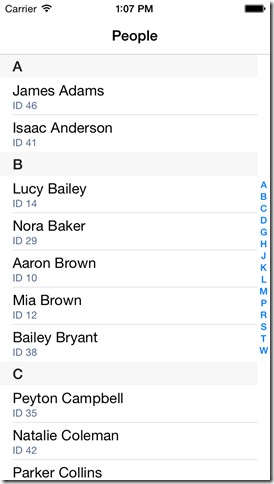 Carrier 1:07 PM
People
A
James Adams
ID 46
Isaac Anderson
ID 41
B
Lucy Bailey
ID 14
Nora Baker
ID 29
Aaron Brown
ID 10
Mia Brown
ID 12
Bailey Bryant
ID 38
C
Peyton Campbell
ID 35
Natalie Coleman
ID 42
Parker Collins
A
B
C
D
G
H
J
K
L
M
P
R
S
T
W